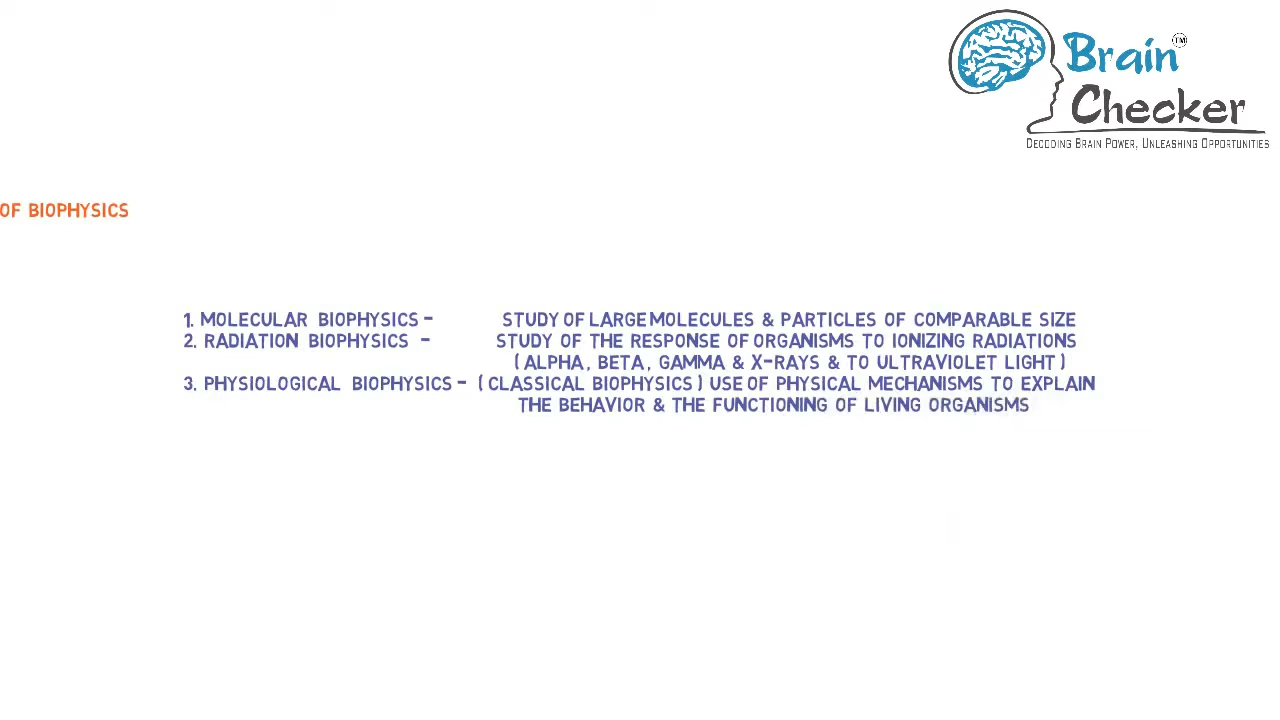 Brain TM
Checker
Decoding Brain Power, Unleashing Opportunities
OF BIOPHYSICS
1. MOLECULAR BIOPHYSICS - STUDY OF LARGE MOLECULES & PARTICLES OF COMPARABLE SIZE
2. RADIATION BIOPHYSICS - STUDY OF THE RESPONSE OF ORGANISMS TO IONIZING RADIATIONS
( ALPHA, BETA, GAMMA & X-RAYS & TO ULTRAVIOLET LIGHT )
3. PHYSIOLOGICAL BIOPHYSICS - ( CLASSICAL BIOPHYSICS ) USE OF PHYSICAL MECHANISMS TO EXPLAIN
THE BEHAVIOR & THE FUNCTIONING OF LIVING ORGANISMS